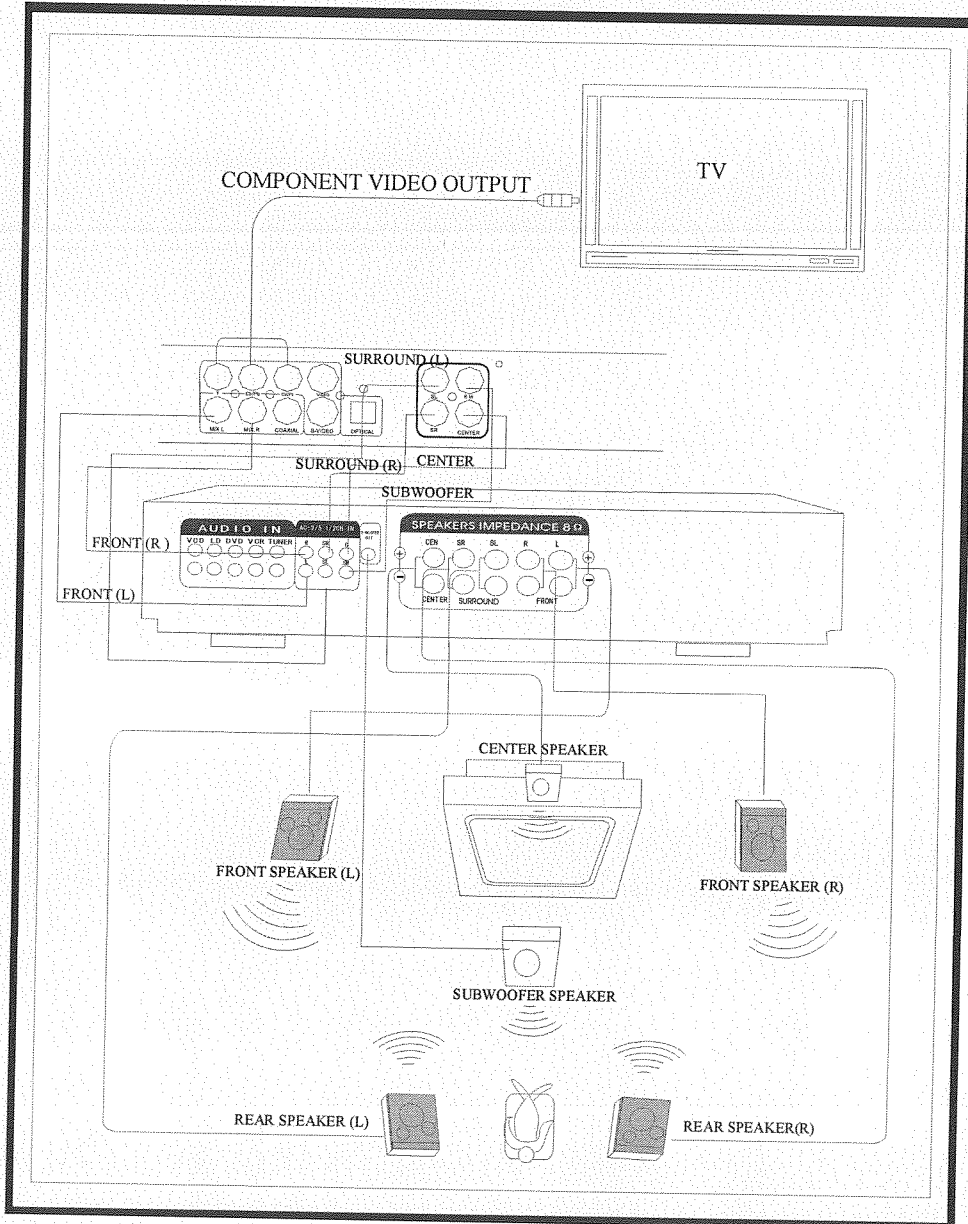 TV
COMPONENT VIDEO OUTPUT
SURROUND (L)
Y
VIDEO
SL
MIX L
MIX R
COAXIAL
S-VIDEO
OPTICAL
SR
CENTER
SURROUND (R)
CENTER
SUBWOOFER
AUDIO IN
VCD LD DVD VCR TUNER
SPEAKERS IMPEDANCE 8Ω
CEN SR SL R L
+
+
−
−
CENTER SURROUND FRONT
FRONT (R )
FRONT (L)
CENTER SPEAKER
FRONT SPEAKER (L)
FRONT SPEAKER (R)
SUBWOOFER SPEAKER
REAR SPEAKER (L)
REAR SPEAKER(R)